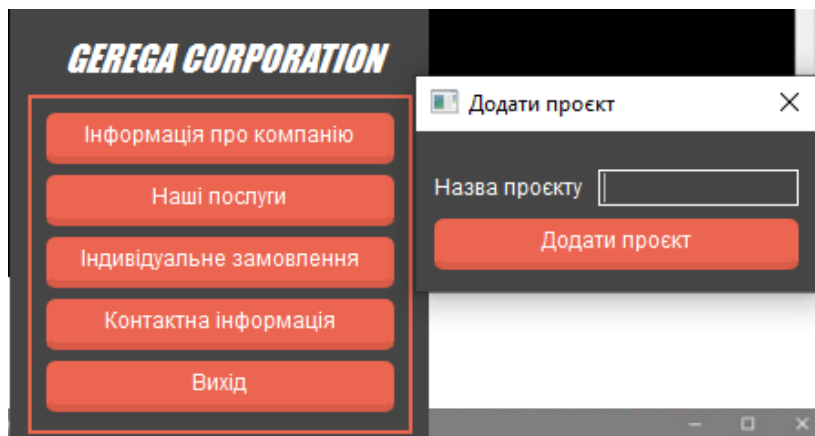 GEREGA CORPORATION
Інформація про компанію
Наші послуги
Індивідуальне замовлення
Контактна інформація
Вихід
Додати проєкт
Назва проєкту
Додати проєкт